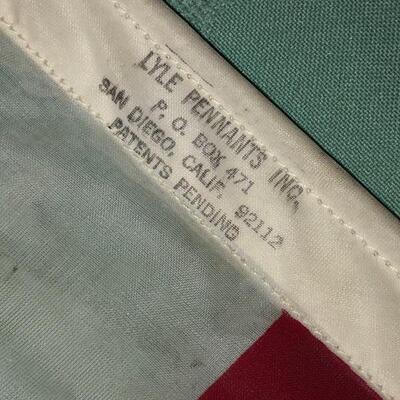 LYLE PENNANTS INC.
P. O. BOX 471
SAN DIEGO, CALIF. 92112
PATENTS PENDING